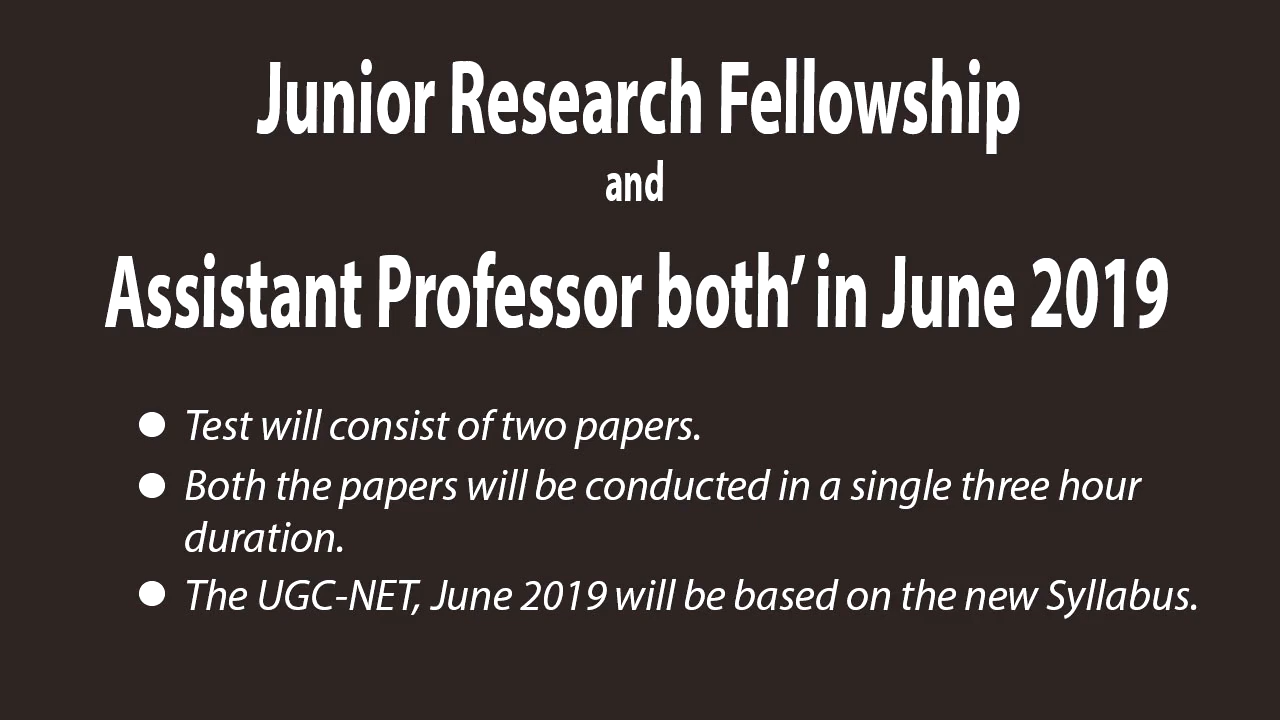 Junior Research Fellowship
and
Assistant Professor both’ in June 2019
● Test will consist of two papers.
● Both the papers will be conducted in a single three hour
duration.
● The UGC-NET, June 2019 will be based on the new Syllabus.